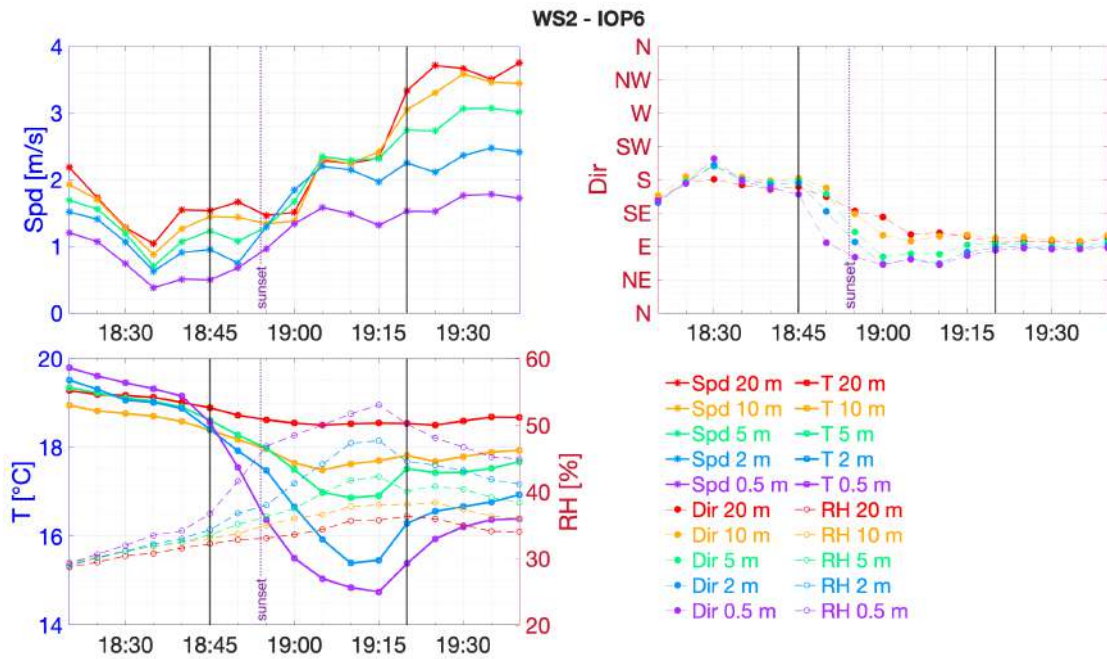 WS2 - IOP6
4
3
2
1
0
Spd [m/s]
sunset
18:30 18:45 19:00 19:15 19:30
N
NW
W
SW
S
SE
E
NE
N
Dir
sunset
18:30 18:45 19:00 19:15 19:30
20
18
16
14
T [°C]
60
50
40
30
20
RH [%]
sunset
18:30 18:45 19:00 19:15 19:30
Spd 20 m T 20 m
Spd 10 m T 10 m
Spd 5 m T 5 m
Spd 2 m T 2 m
Spd 0.5 m T 0.5 m
Dir 20 m RH 20 m
Dir 10 m RH 10 m
Dir 5 m RH 5 m
Dir 2 m RH 2 m
Dir 0.5 m RH 0.5 m